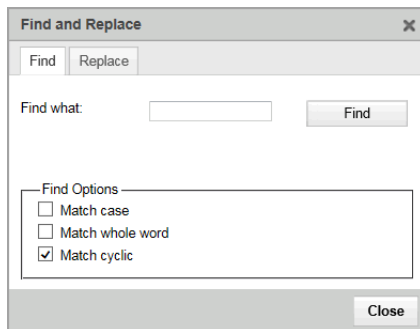 Find and Replace
Find Replace
Find what: Find
Find Options
Match case
Match whole word
Match cyclic
Close